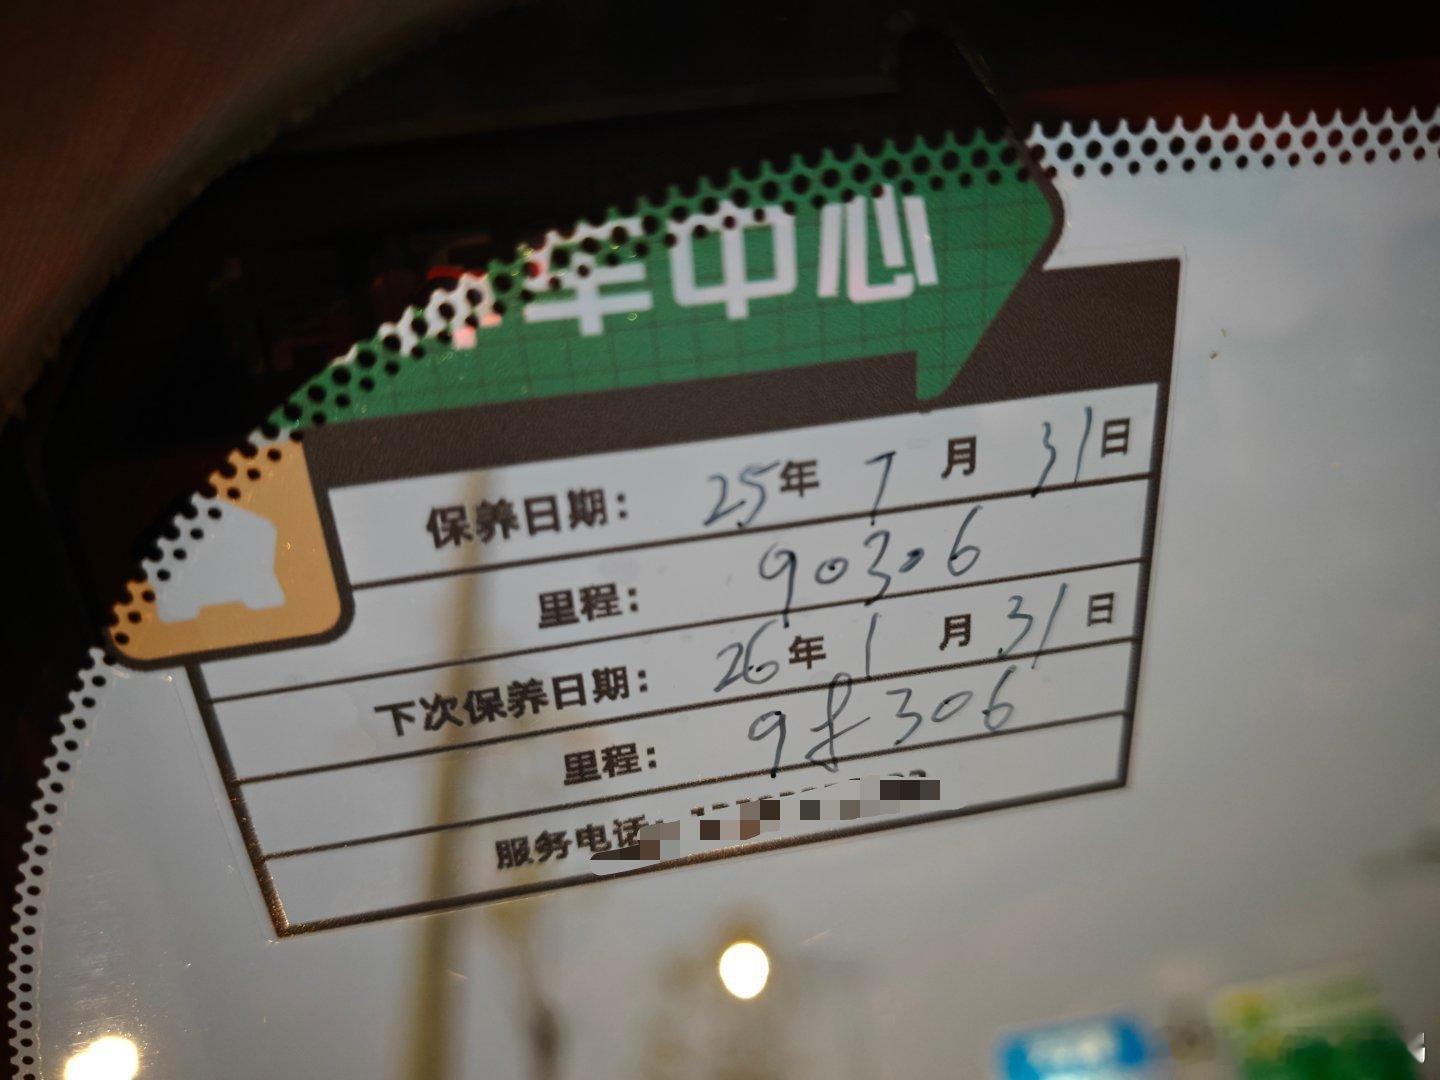 车中心
保养日期： 25年 7月 31日
里程： 90306
下次保养日期： 26年 1月 31日
里程： 98306
服务电话：